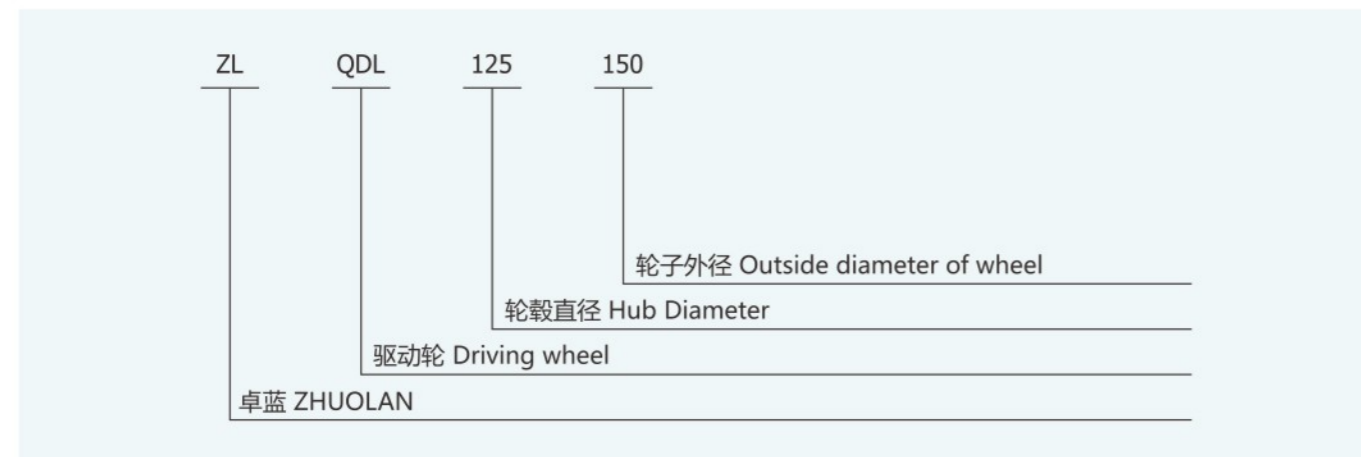 ZL QDL 125 150
轮子外径 Outside diameter of wheel
轮毂直径 Hub Diameter
驱动轮 Driving wheel
卓蓝 ZHUOLAN